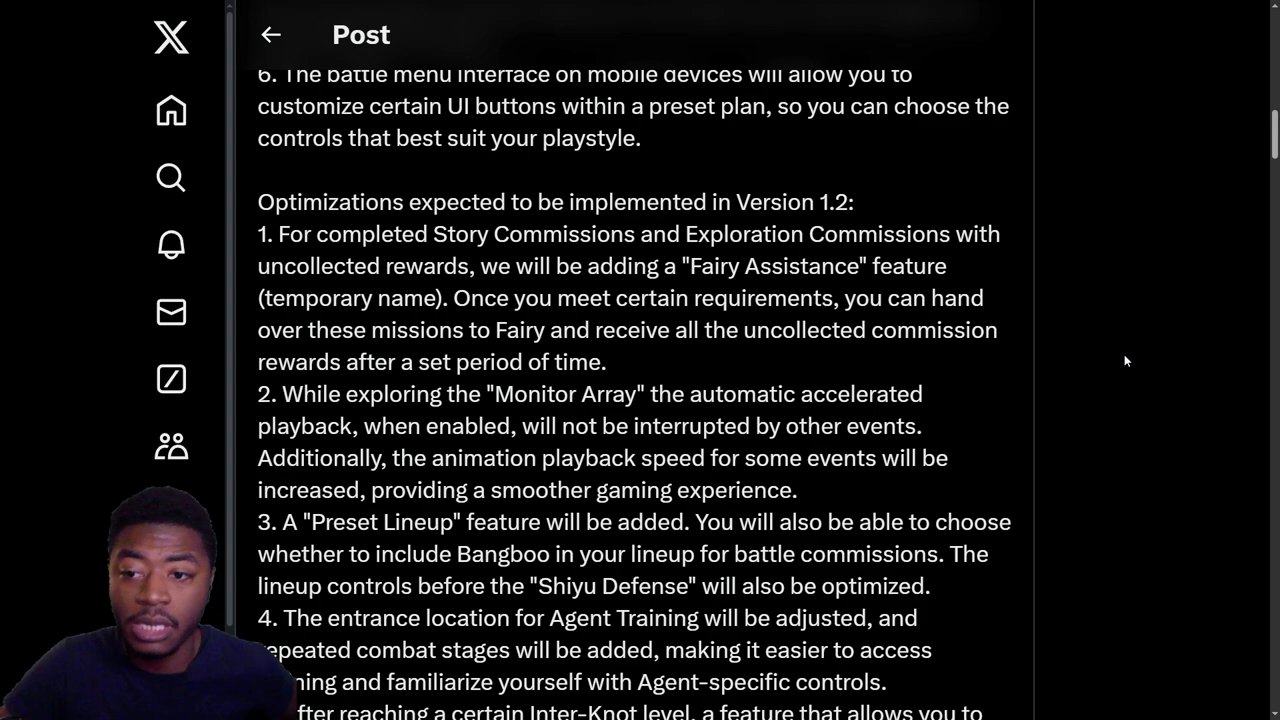 Post
6. The battle menu interface on mobile devices will allow you to
customize certain UI buttons within a preset plan, so you can choose the
controls that best suit your playstyle.
Optimizations expected to be implemented in Version 1.2:
1. For completed Story Commissions and Exploration Commissions with
uncollected rewards, we will be adding a "Fairy Assistance" feature
(temporary name). Once you meet certain requirements, you can hand
over these missions to Fairy and receive all the uncollected commission
rewards after a set period of time.
2. While exploring the "Monitor Array" the automatic accelerated
playback, when enabled, will not be interrupted by other events.
Additionally, the animation playback speed for some events will be
increased, providing a smoother gaming experience.
3. A "Preset Lineup" feature will be added. You will also be able to choose
whether to include Bangboo in your lineup for battle commissions. The
lineup controls before the "Shiyu Defense" will also be optimized.
4. The entrance location for Agent Training will be adjusted, and
repeated combat stages will be added, making it easier to access
and familiarize yourself with Agent-specific controls.
fter reaching a certain Inter-Knot level, a feature that allows you to